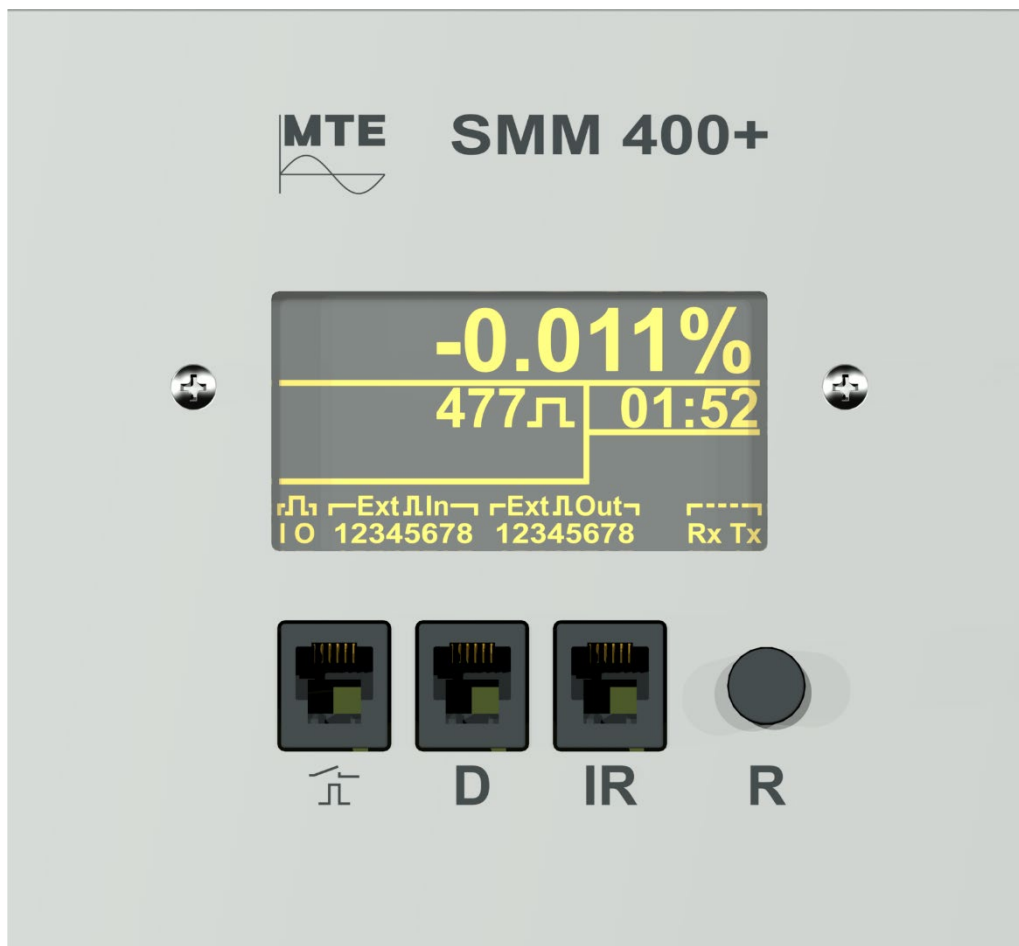 MTE SMM 400+
-0.011%
477 01:52
Ext In Ext Out
I O 12345678 12345678 Rx Tx
D IR R